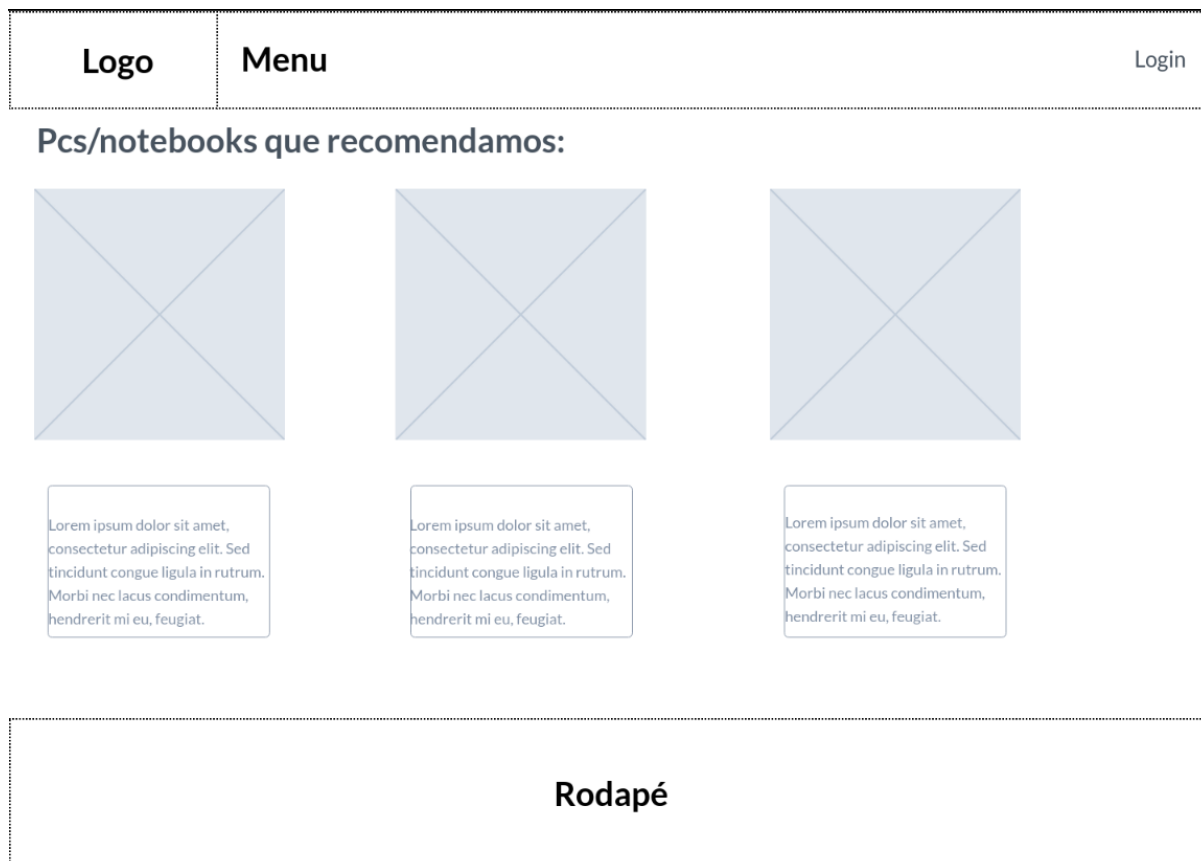 Logo
Menu
Login
Pcs/notebooks que recomendamos:
Lorem ipsum dolor sit amet,
consectetur adipiscing elit. Sed
tincidunt congue ligula in rutrum.
Morbi nec lacus condimentum,
hendrerit mi eu, feugiat.
Lorem ipsum dolor sit amet,
consectetur adipiscing elit. Sed
tincidunt congue ligula in rutrum.
Morbi nec lacus condimentum,
hendrerit mi eu, feugiat.
Lorem ipsum dolor sit amet,
consectetur adipiscing elit. Sed
tincidunt congue ligula in rutrum.
Morbi nec lacus condimentum,
hendrerit mi eu, feugiat.
Rodapé